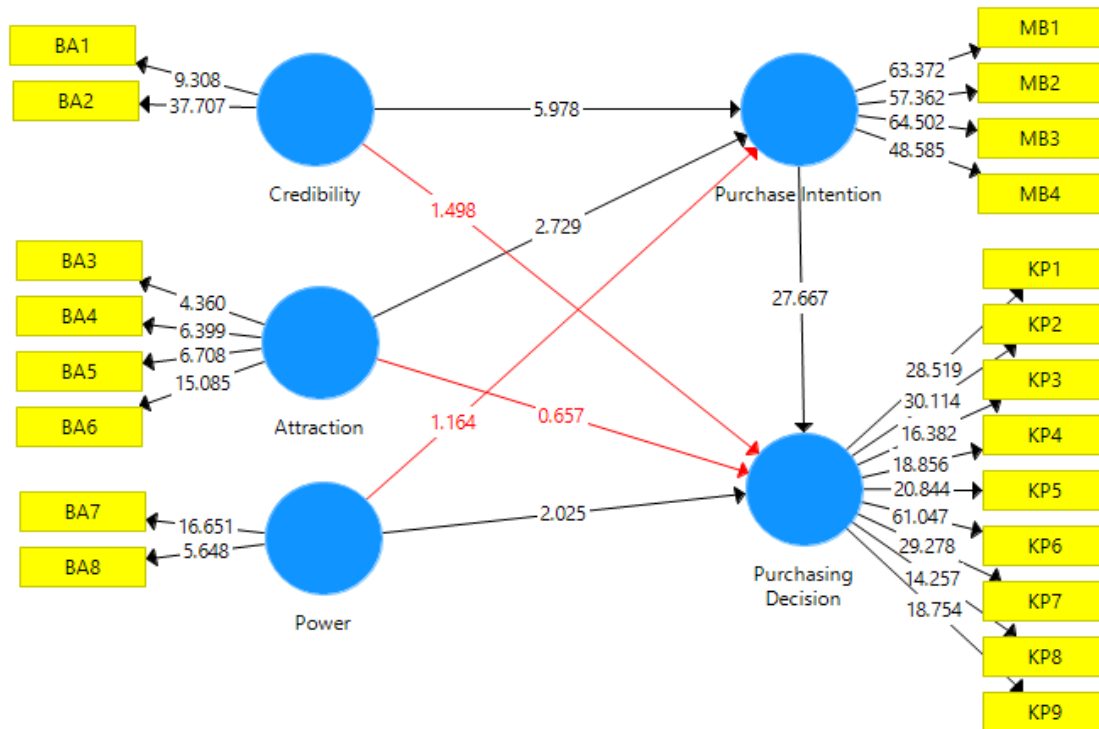 BA1
BA2
9.308
37.707
Credibility
5.978
1.498
2.729
Purchase Intention
63.372
57.362
64.502
48.585
MB1
MB2
MB3
MB4
BA3
BA4
BA5
BA6
4.360
6.399
6.708
15.085
Attraction
1.164
0.657
27.667
BA7
BA8
16.651
5.648
Power
2.025
Purchasing
Decision
28.519
30.114
16.382
18.856
20.844
61.047
29.278
14.257
18.754
KP1
KP2
KP3
KP4
KP5
KP6
KP7
KP8
KP9